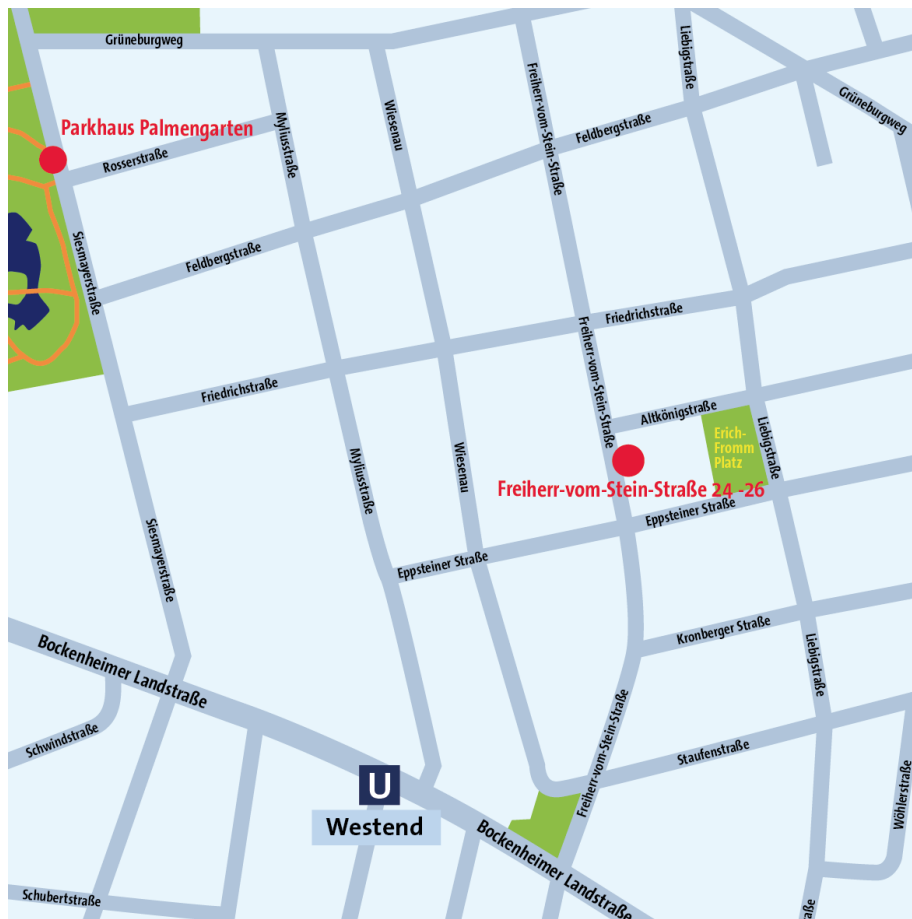 Grüneburgweg
Liebigstraße
Freiherr-vom-Stein-Straße
Grüneburgweg
Wiesenau
Myliusstraße
Feldbergstraße
Parkhaus Palmengarten
Rosserstraße
Siesmayerstraße
Feldbergstraße
Friedrichstraße
Freiherr-vom-Stein-Straße
Friedrichstraße
Altkönigstraße
Liebigstraße
Erich-
Fromm
Platz
Wiesenau
Myliusstraße
Freiherr-vom-Stein-Straße 24 -26
Eppsteiner Straße
Siesmayerstraße
Eppsteiner Straße
Kronberger Straße
Liebigstraße
Bockenheimer Landstraße
Freiherr-vom-Stein-Straße
Schwindstraße
Staufenstraße
Wöhlerstraße
U
Westend
Bockenheimer Landstraße
Schubertstraße
aße